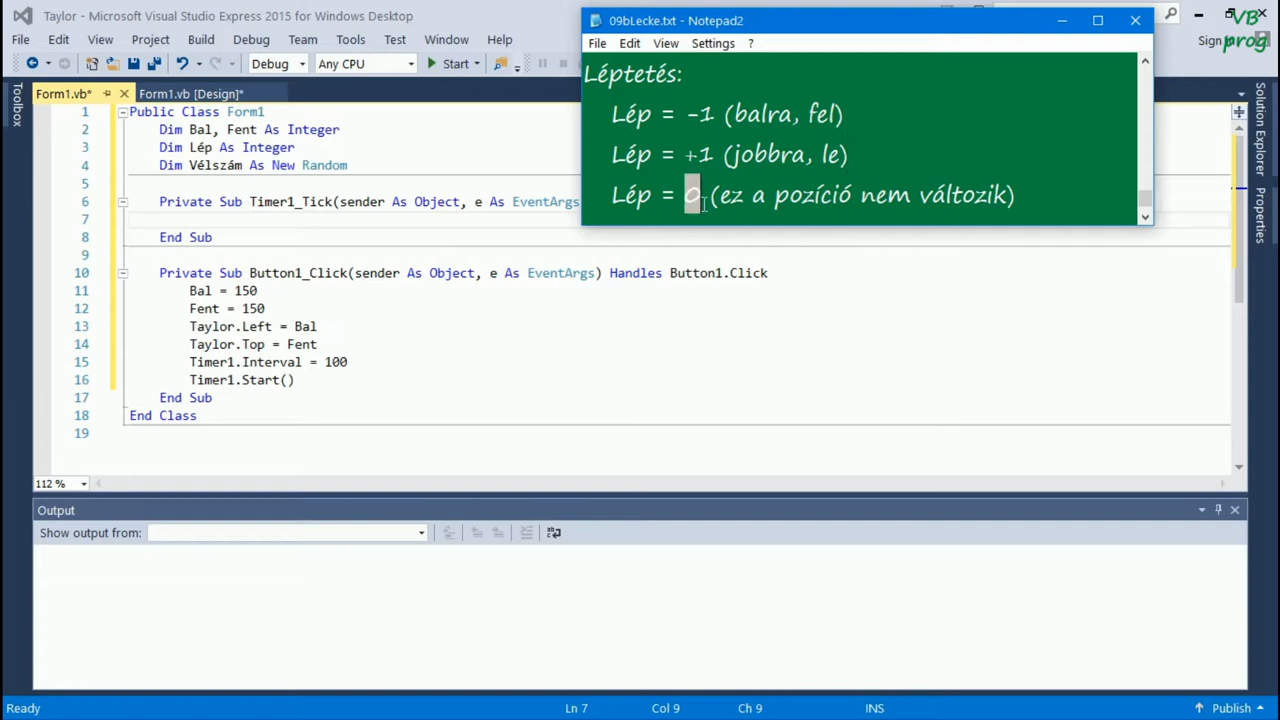 Taylor - Microsoft Visual Studio Express 2015 for Windows Desktop
File Edit View Project Build Debug Team Tools Test Window Help
Sign
VB
prog
Debug Any CPU Start
Form1.vb* Form1.vb [Design]*
Toolbox
Solution Explorer
Properties
09bLecke.txt - Notepad2
File Edit View Settings ?
Léptetés:
Lép = -1 (balra, fel)
Lép = +1 (jobbra, le)
Lép = 0 (ez a pozíció nem változik)
1 Public Class Form1
2 Dim Bal, Fent As Integer
3 Dim Lép As Integer
4 Dim Vélszám As New Random
5
6 Private Sub Timer1_Tick(sender As Object, e As EventArgs
7
8 End Sub
9
10 Private Sub Button1_Click(sender As Object, e As EventArgs) Handles Button1.Click
11 Bal = 150
12 Fent = 150
13 Taylor.Left = Bal
14 Taylor.Top = Fent
15 Timer1.Interval = 100
16 Timer1.Start()
17 End Sub
18 End Class
19
112 %
Output
Show output from:
Ready Ln 7 Col 9 Ch 9 INS Publish